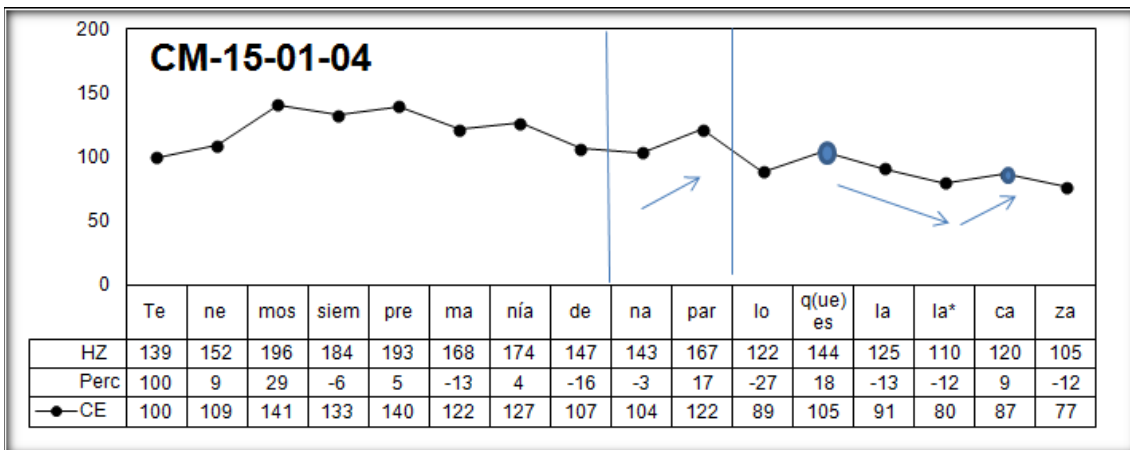 200
CM-15-01-04
150
100
50
0
Te ne mos siem pre ma nía de na par lo q(ue) es la la* ca za
HZ 139 152 196 184 193 168 174 147 143 167 122 144 125 110 120 105
Perc 100 9 29 -6 5 -13 4 -16 -3 17 -27 18 -13 -12 9 -12
CE 100 109 141 133 140 122 127 107 104 122 89 105 91 80 87 77